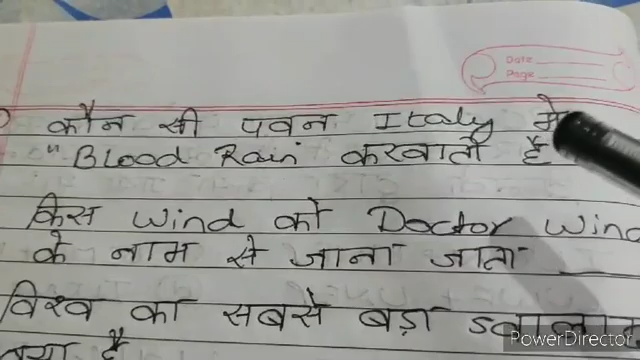 Date
Page
कौन सी पवन Italy में
"Blood Rain करवाती है
किस Wind को Doctor Wind
के नाम से जाना जाता
विश्व का सबसे बड़ा
क्या है
PowerDirector